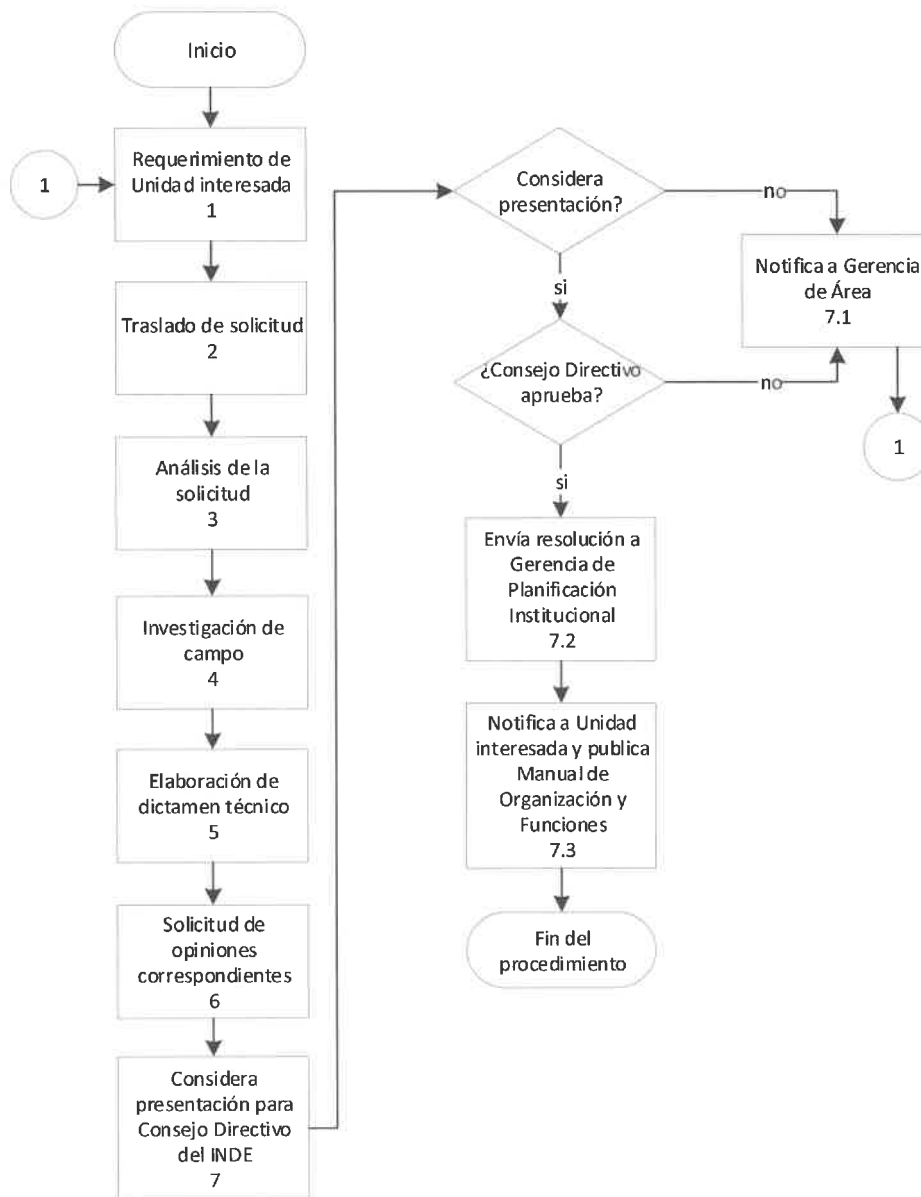 Inicio
1
Requerimiento de
Unidad interesada
1
Traslado de solicitud
2
Análisis de la
solicitud
3
Investigación de
campo
4
Elaboración de
dictamen técnico
5
Solicitud de
opiniones
correspondientes
6
Considera
presentación para
Consejo Directivo
del INDE
7
Considera
presentación?
no
si
Notifica a Gerencia
de Área
7.1
¿Consejo Directivo
aprueba?
no
1
si
Envía resolución a
Gerencia de
Planificación
Institucional
7.2
Notifica a Unidad
interesada y publica
Manual de
Organización y
Funciones
7.3
Fin del
procedimiento